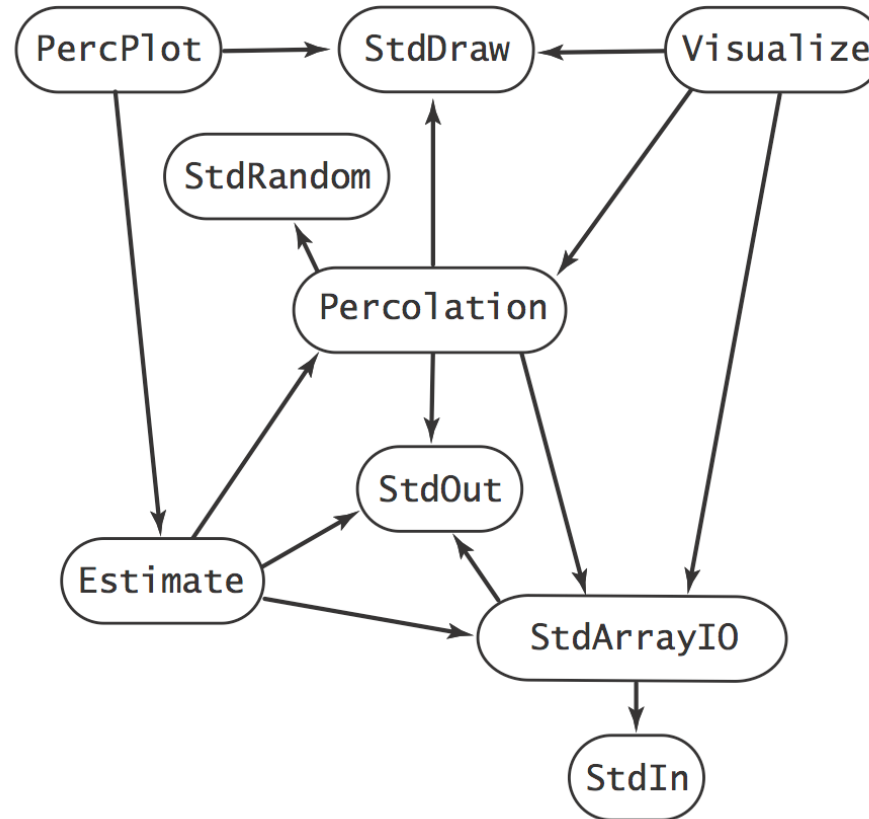 PercPlot
StdDraw
Visualize
StdRandom
Percolation
StdOut
Estimate
StdArrayIO
StdIn